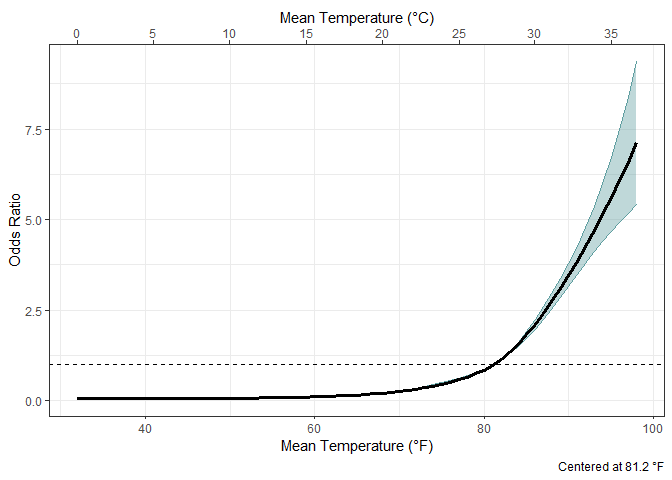 Mean Temperature (°C)
0 5 10 15 20 25 30 35
Odds Ratio
7.5
5.0
2.5
0.0
40 60 80 100
Mean Temperature (°F)
Centered at 81.2 °F